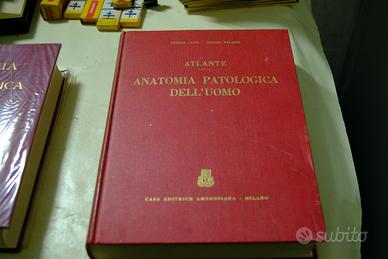 ATLANTE
ANATOMIA PATOLOGICA
DELL'UOMO
CASA EDITRICE AMBROSIANA - MILANO
subito